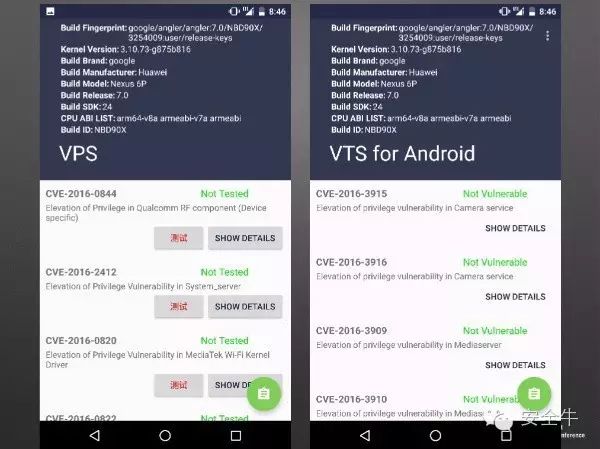 8:46
Build Fingerprint: google/angler/angler:7.0/NBD90X/
3254009:user/release-keys
Kernel Version: 3.10.73-g875b816
Build Brand: google
Build Manufacturer: Huawei
Build Model: Nexus 6P
Build Release: 7.0
Build SDK: 24
CPU ABI LIST: arm64-v8a armeabi-v7a armeabi
Build ID: NBD90X
VPS
CVE-2016-0844 Not Tested
Elevation of Privilege in Qualcomm RF component (Device
specific)
测试 SHOW DETAILS
CVE-2016-2412 Not Tested
Elevation of Privilege Vulnerability in System_server
测试 SHOW DETAILS
CVE-2016-0820 Not Tested
Elevation of Privilege Vulnerability in MediaTek Wi-Fi Kernel
Driver
测试 SHOW DE
CVE-2016-0822 Not Tested
8:46
Build Fingerprint: google/angler/angler:7.0/NBD90X/
3254009:user/release-keys
Kernel Version: 3.10.73-g875b816
Build Brand: google
Build Manufacturer: Huawei
Build Model: Nexus 6P
Build Release: 7.0
Build SDK: 24
CPU ABI LIST: arm64-v8a armeabi-v7a armeabi
Build ID: NBD90X
VTS for Android
CVE-2016-3915 Not Vulnerable
Elevation of privilege vulnerability in Camera service
SHOW DETAILS
CVE-2016-3916 Not Vulnerable
Elevation of privilege vulnerability in Camera service
SHOW DETAILS
CVE-2016-3909 Not Vulnerable
Elevation of privilege vulnerability in Mediaserver
SHOW DETAILS
CVE-2016-3910 Not Vulnerable
Elevation of privilege vulnerability in Medias
安全牛
nference